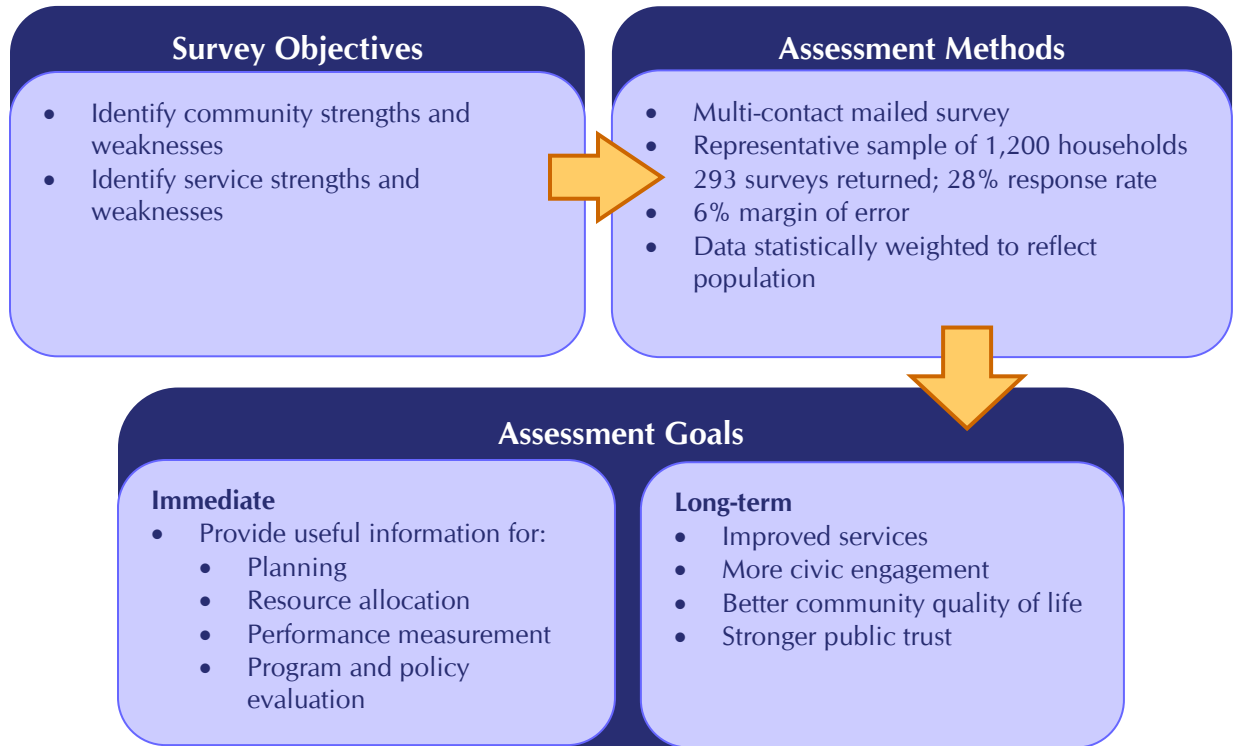 Survey Objectives
• Identify community strengths and
weaknesses
• Identify service strengths and
weaknesses
Assessment Methods
• Multi-contact mailed survey
• Representative sample of 1,200 households
293 surveys returned; 28% response rate
• 6% margin of error
• Data statistically weighted to reflect
population
Assessment Goals
Immediate
• Provide useful information for:
• Planning
• Resource allocation
• Performance measurement
• Program and policy
evaluation
Long-term
• Improved services
• More civic engagement
• Better community quality of life
• Stronger public trust